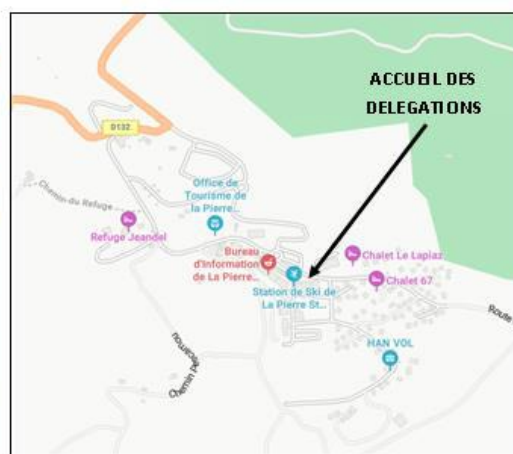 ACCUEIL DES
DELEGATIONS
D132
Chemin du Refuge
Office de
Tourisme de
la Pierre...
Refuge Jeandel
Bureau
d'Information
de La Pierre...
Chalet Le Lapiaz
Chalet 67
Station de Ski de
La Pierre St...
Route
HAN VOL
Chemin